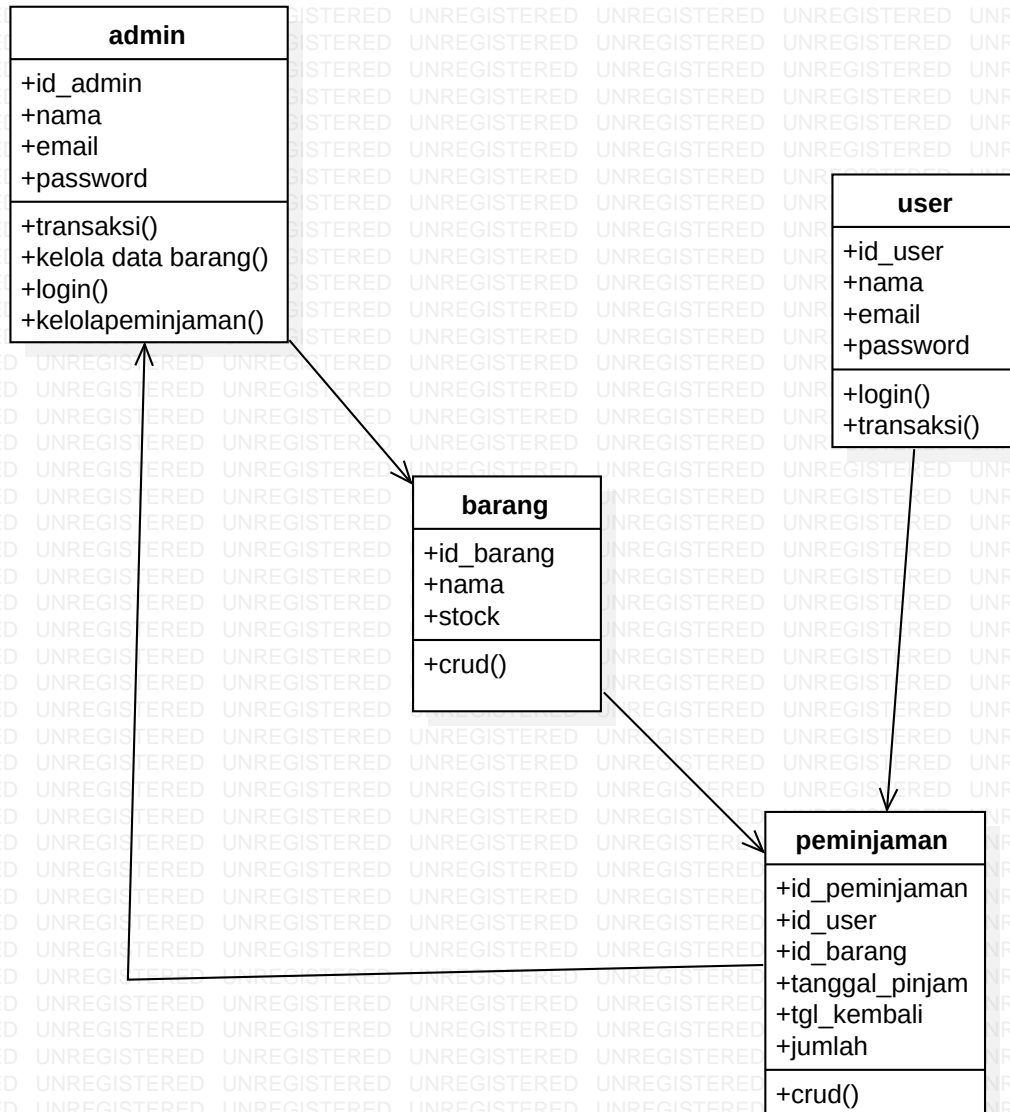 admin
+id_admin
+nama
+email
+password
+transaksi()
+kelola data barang()
+login()
+kelolapeminjaman()
user
+id_user
+nama
+email
+password
+login()
+transaksi()
barang
+id_barang
+nama
+stock
+crud()
peminjaman
+id_peminjaman
+id_user
+id_barang
+tanggal_pinjam
+tgl_kembali
+jumlah
+crud()
UNREGISTERED